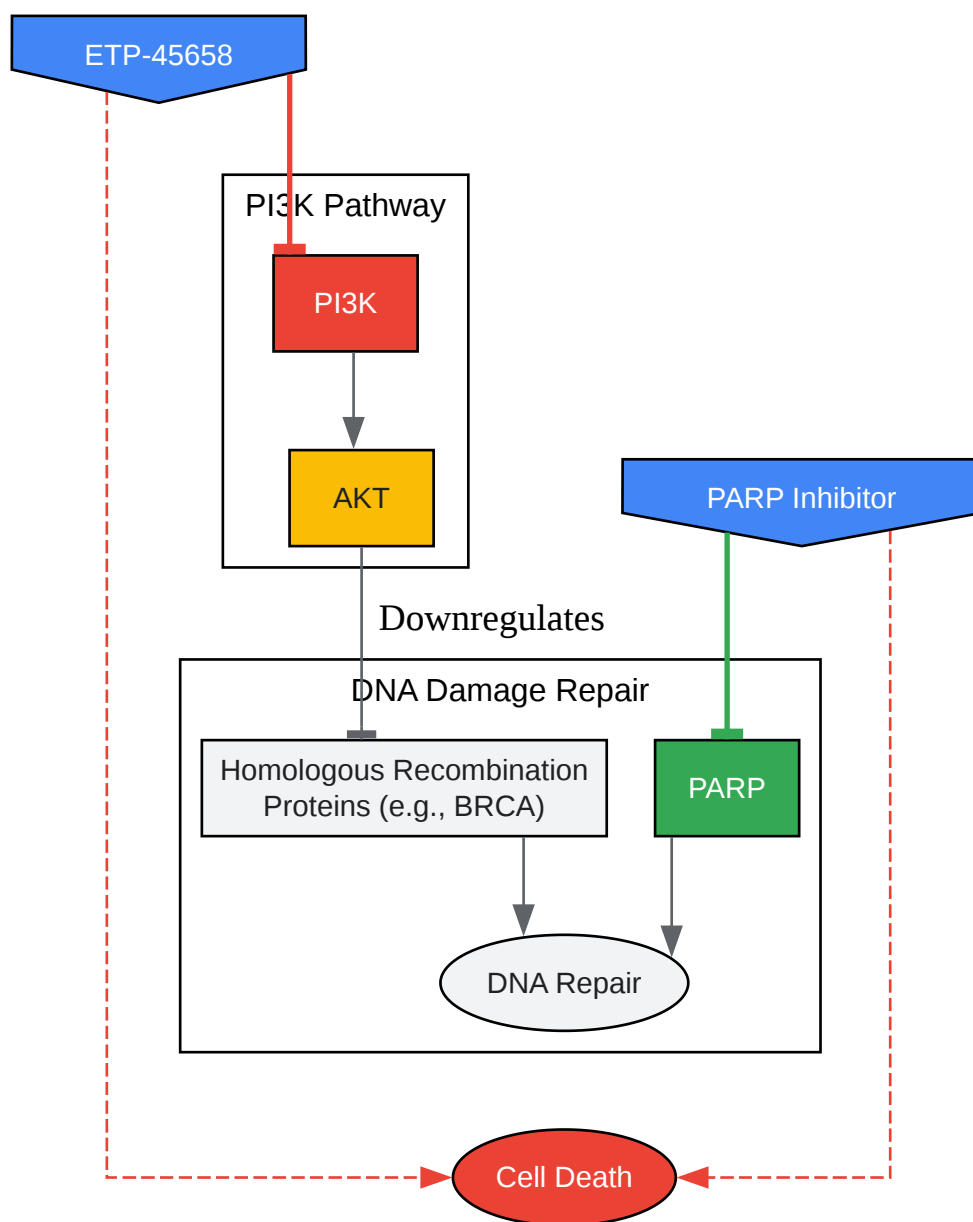 ETP-45658
PI3K Pathway
PI3K
AKT
PARP Inhibitor
Downregulates
DNA Damage Repair
Homologous Recombination
Proteins (e.g., BRCA)
PARP
DNA Repair
Cell Death